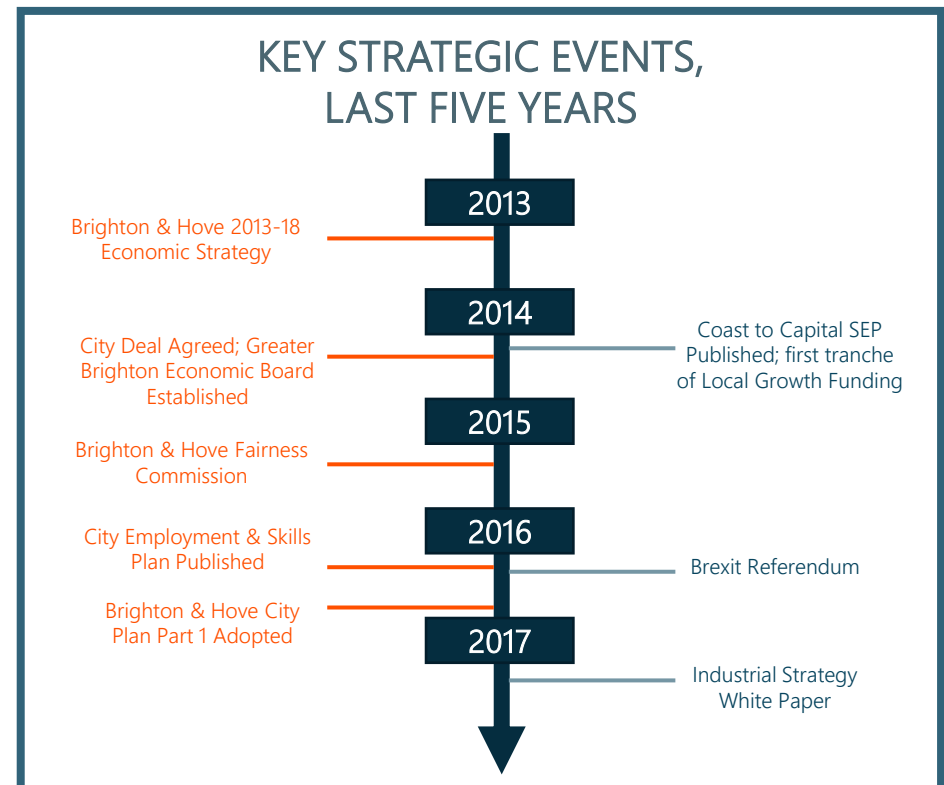 KEY STRATEGIC EVENTS,
LAST FIVE YEARS
2013
Brighton & Hove 2013-18
Economic Strategy
2014
City Deal Agreed; Greater
Brighton Economic Board
Established
Coast to Capital SEP
Published; first tranche
of Local Growth Funding
2015
Brighton & Hove Fairness
Commission
2016
City Employment & Skills
Plan Published
Brexit Referendum
Brighton & Hove City
Plan Part 1 Adopted
2017
Industrial Strategy
White Paper